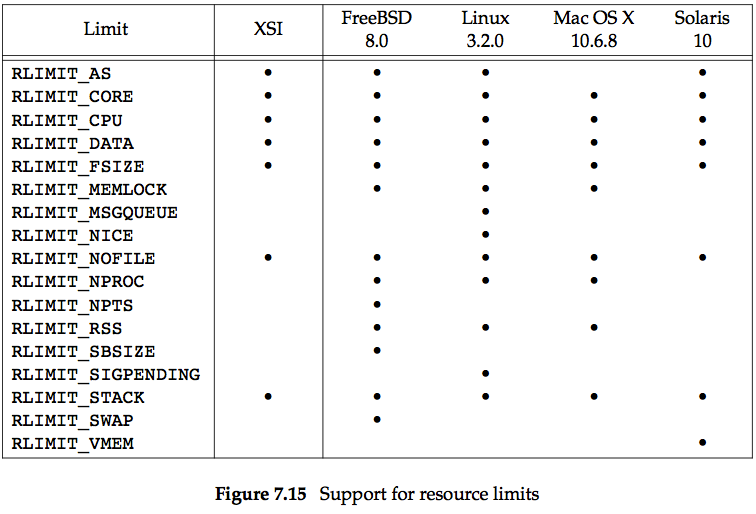 Limit XSI FreeBSD 8.0 Linux 3.2.0 Mac OS X 10.6.8 Solaris 10
RLIMIT_AS • • • •
RLIMIT_CORE • • • • •
RLIMIT_CPU • • • • •
RLIMIT_DATA • • • • •
RLIMIT_FSIZE • • • • •
RLIMIT_MEMLOCK • • •
RLIMIT_MSGQUEUE •
RLIMIT_NICE •
RLIMIT_NOFILE • • • • •
RLIMIT_NPROC • • •
RLIMIT_NPTS •
RLIMIT_RSS • • •
RLIMIT_SBSIZE •
RLIMIT_SIGPENDING •
RLIMIT_STACK • • • • •
RLIMIT_SWAP •
RLIMIT_VMEM •
Figure 7.15 Support for resource limits